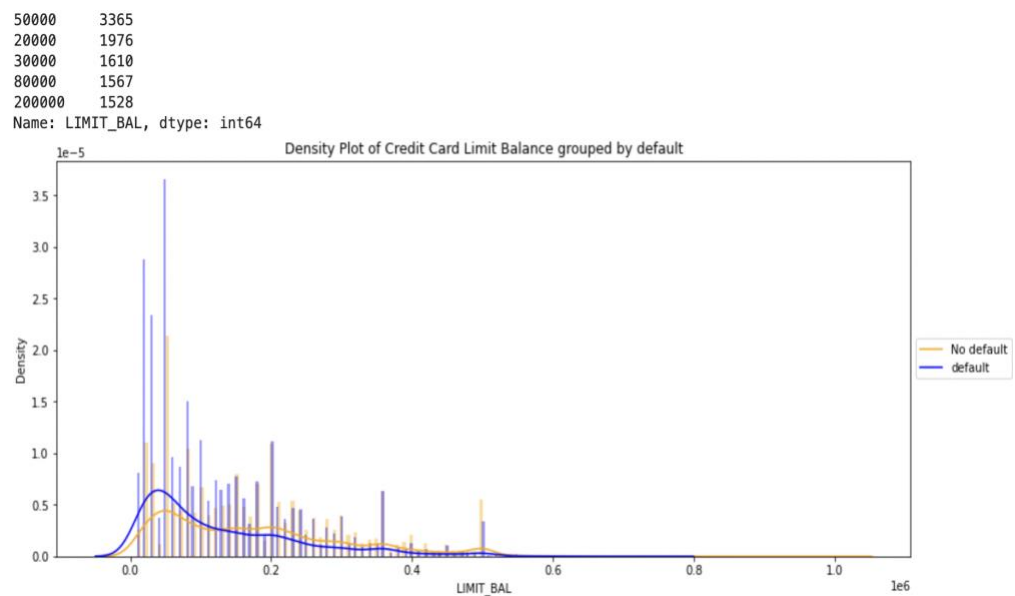 50000 3365
20000 1976
30000 1610
80000 1567
200000 1528
Name: LIMIT_BAL, dtype: int64
Density Plot of Credit Card Limit Balance grouped by default
1e−5
3.5
3.0
2.5
2.0
1.5
1.0
0.5
0.0
Density
No default
default
0.0 0.2 0.4 0.6 0.8 1.0
LIMIT_BAL
1e6